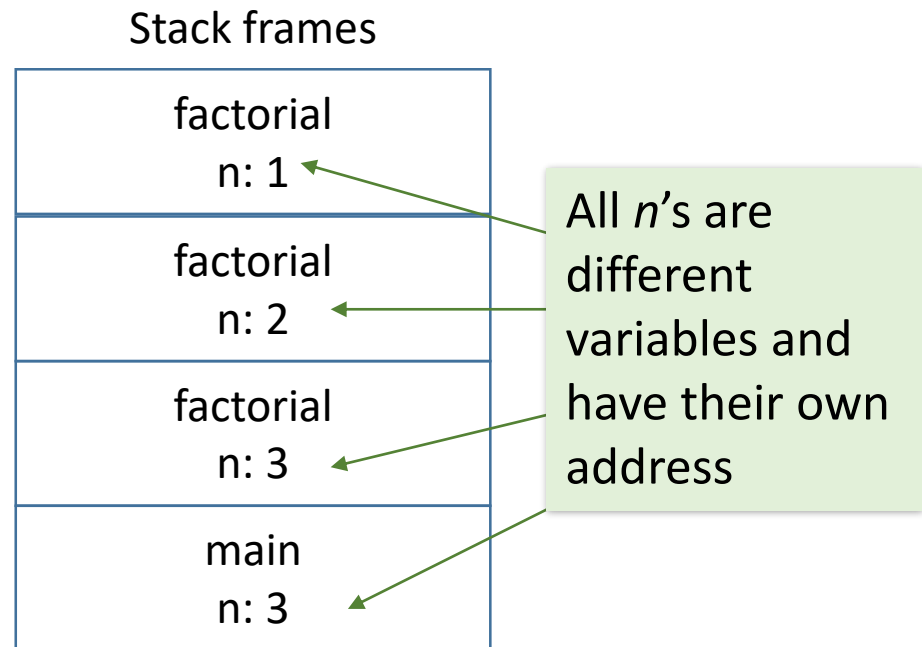 Stack frames
factorial
n: 1
factorial
n: 2
factorial
n: 3
main
n: 3
All n’s are
different
variables and
have their own
address